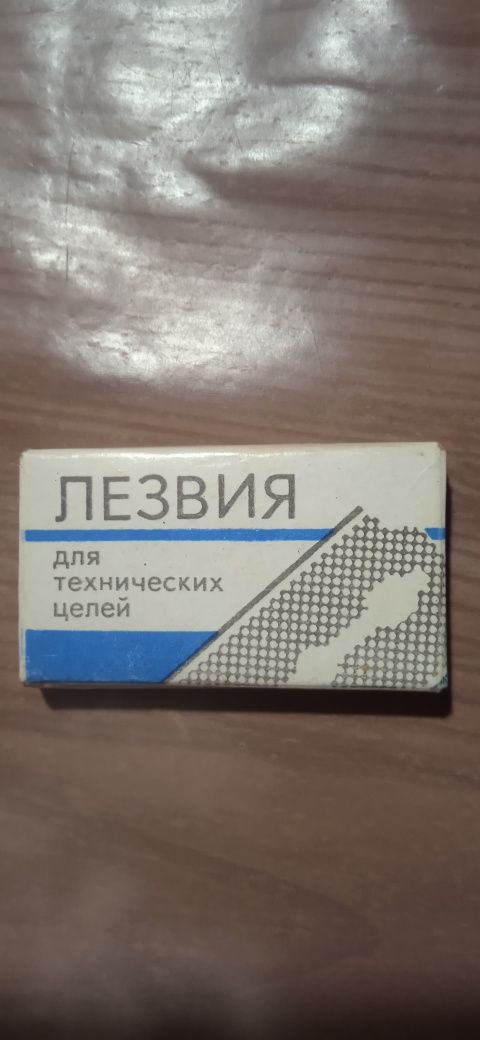 ЛЕЗВИЯ
для
технических
целей